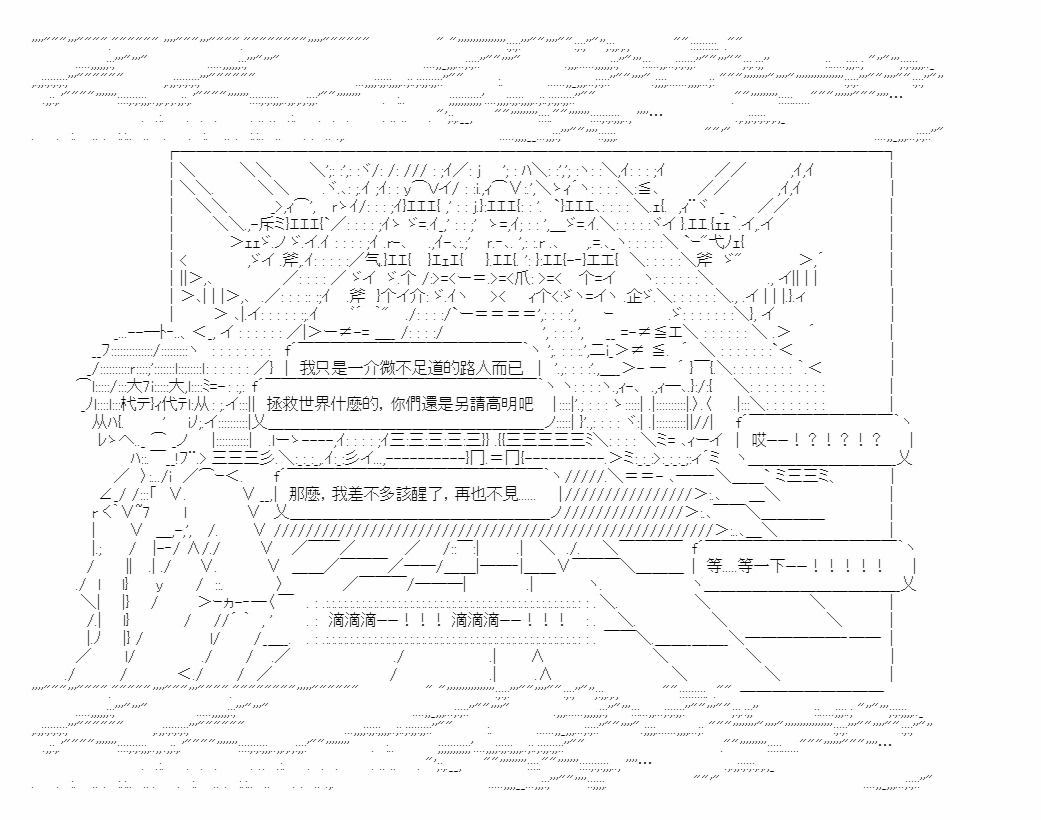 我只是一介微不足道的路人而已
拯救世界什麼的，你們還是另請高明吧
哎——！？！？！？
那麼，我差不多該醒了，再也不見......
等.....等一下——！！！！！
滴滴滴——！！！ 滴滴滴——！！！